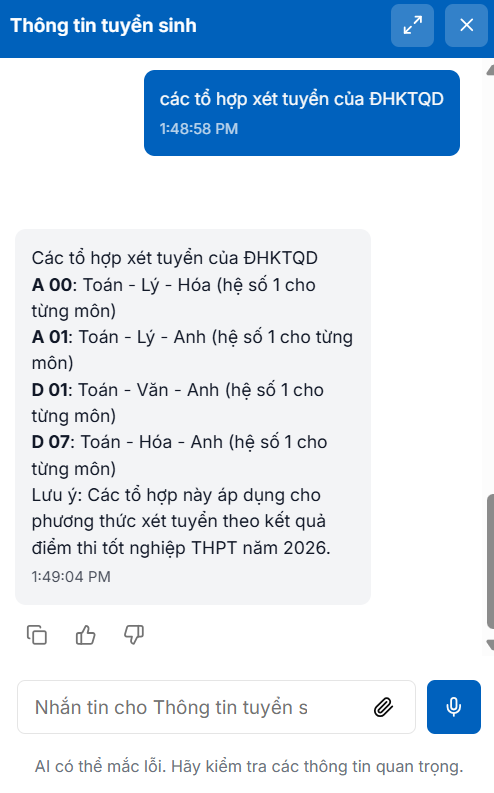 Thông tin tuyển sinh
các tổ hợp xét tuyển của ĐHKTQD
1:48:58 PM
Các tổ hợp xét tuyển của ĐHKTQD
A 00: Toán - Lý - Hóa (hệ số 1 cho
từng môn)
A 01: Toán - Lý - Anh (hệ số 1 cho từng
môn)
D 01: Toán - Văn - Anh (hệ số 1 cho
từng môn)
D 07: Toán - Hóa - Anh (hệ số 1 cho
từng môn)
Lưu ý: Các tổ hợp này áp dụng cho
phương thức xét tuyển theo kết quả
điểm thi tốt nghiệp THPT năm 2026.
1:49:04 PM
Nhắn tin cho Thông tin tuyển s
AI có thể mắc lỗi. Hãy kiểm tra các thông tin quan trọng.